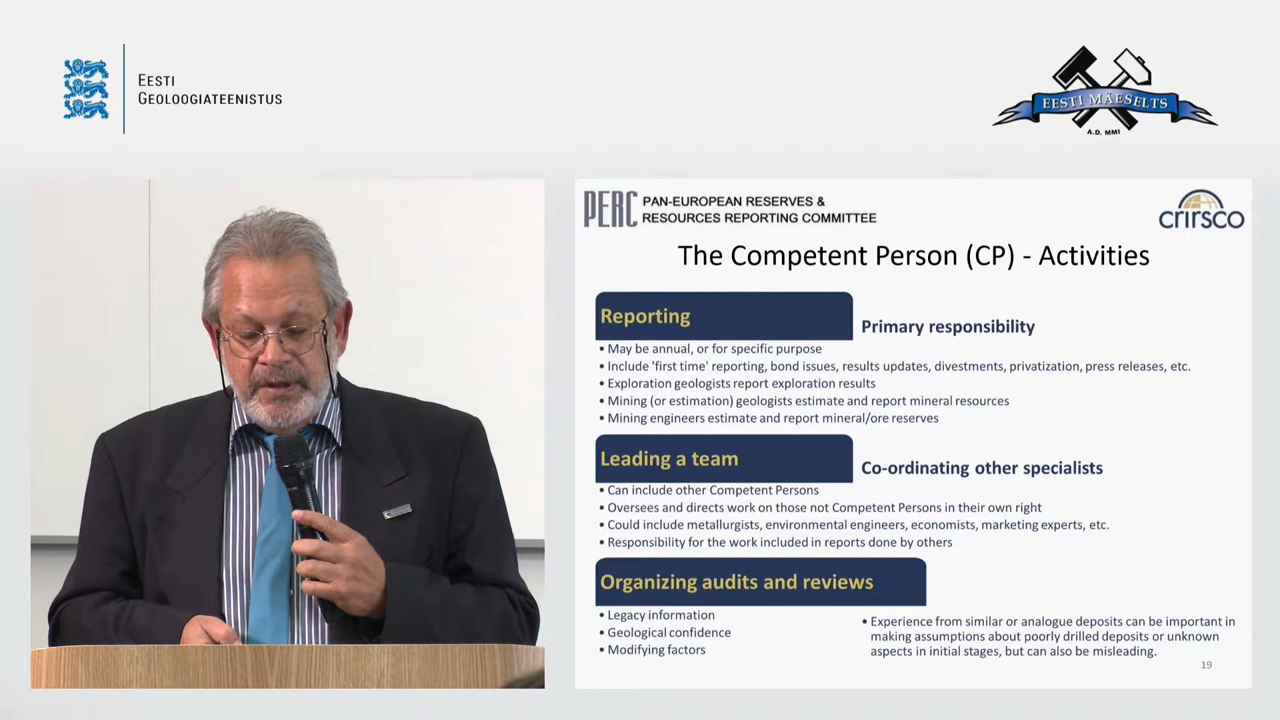 EESTI
GEOLOOGIATEENISTUS
EESTI MÄESELTS
A.D. MMI
PERC PAN-EUROPEAN RESERVES &
RESOURCES REPORTING COMMITTEE
crirsco
The Competent Person (CP) - Activities
Reporting
Primary responsibility
• May be annual, or for specific purpose
• Include 'first time' reporting, bond issues, results updates, divestments, privatization, press releases, etc.
• Exploration geologists report exploration results
• Mining (or estimation) geologists estimate and report mineral resources
• Mining engineers estimate and report mineral/ore reserves
Leading a team
Co-ordinating other specialists
• Can include other Competent Persons
• Oversees and directs work on those not Competent Persons in their own right
• Could include metallurgists, environmental engineers, economists, marketing experts, etc.
• Responsibility for the work included in reports done by others
Organizing audits and reviews
• Legacy information
• Geological confidence
• Modifying factors
• Experience from similar or analogue deposits can be important in
making assumptions about poorly drilled deposits or unknown
aspects in initial stages, but can also be misleading.
19